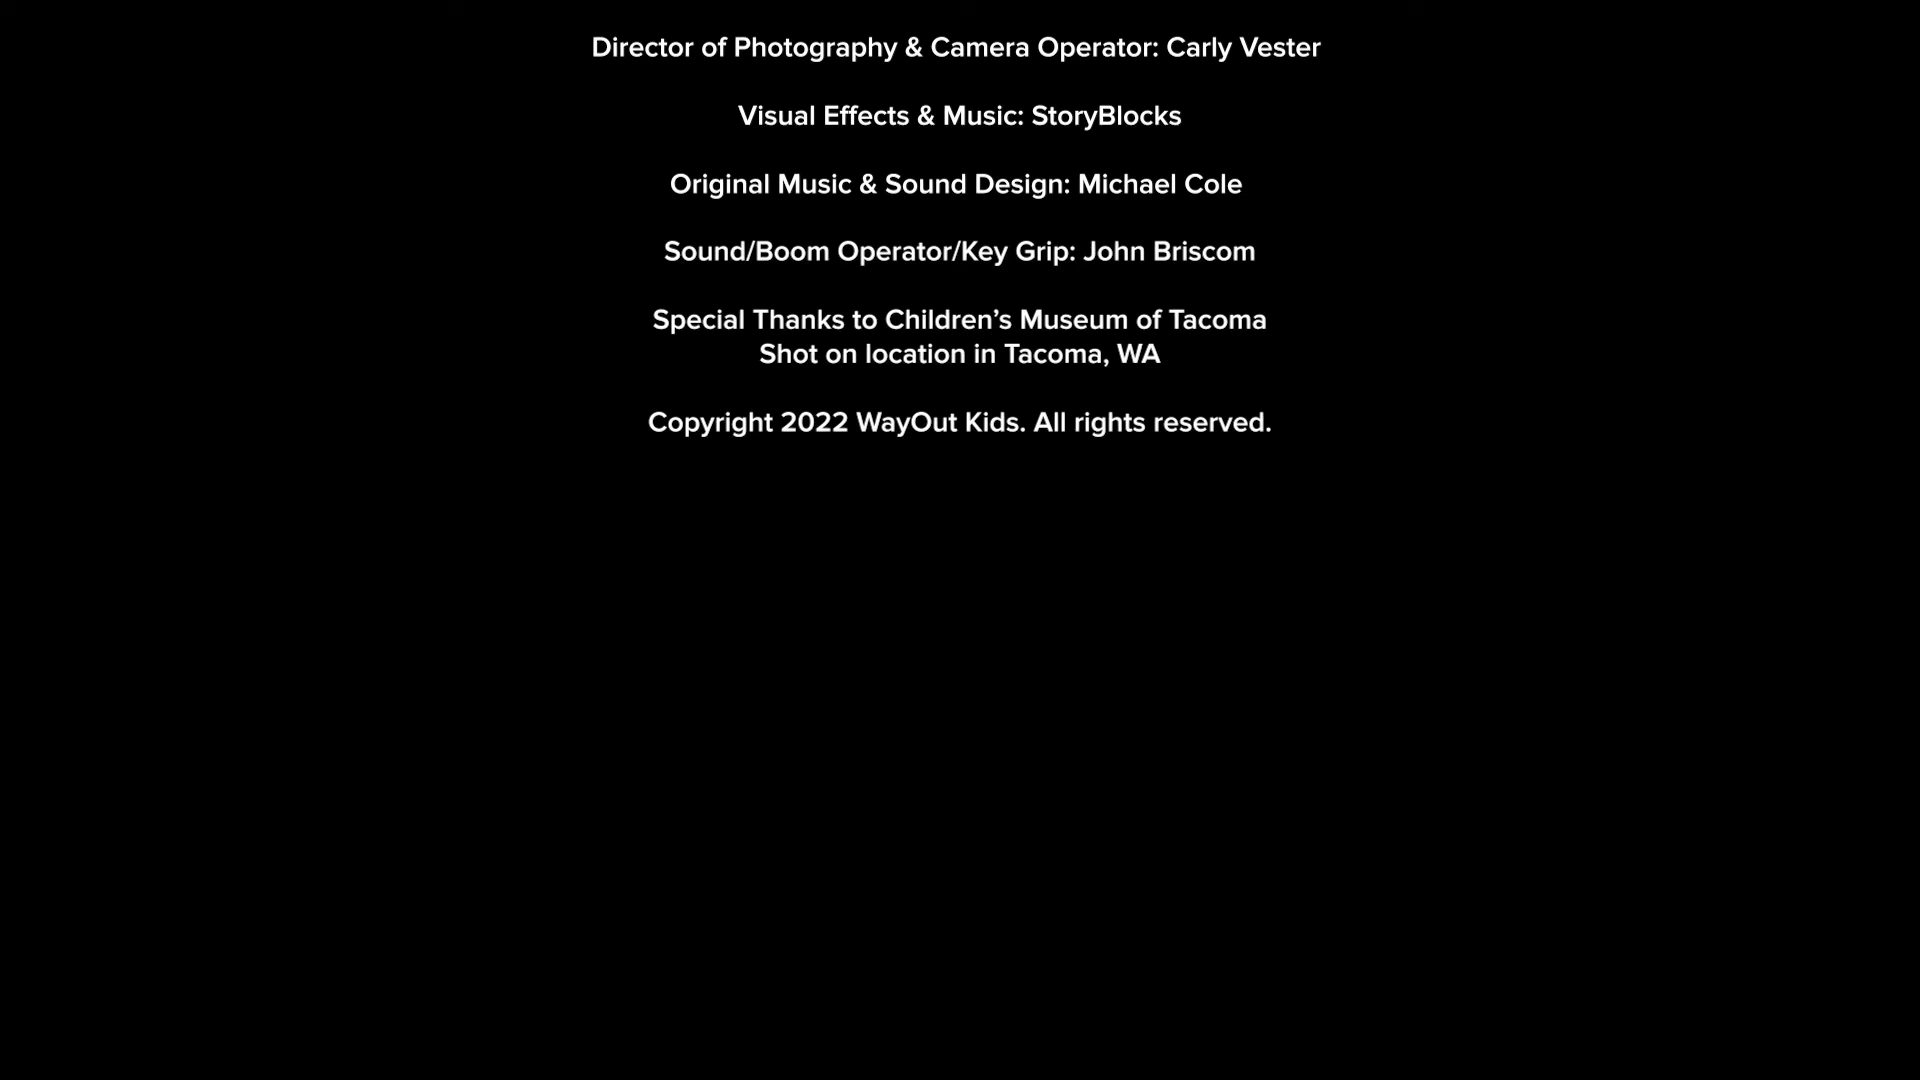 Director of Photography & Camera Operator: Carly Vester
Visual Effects & Music: StoryBlocks
Original Music & Sound Design: Michael Cole
Sound/Boom Operator/Key Grip: John Briscom
Special Thanks to Children’s Museum of Tacoma
Shot on location in Tacoma, WA
Copyright 2022 WayOut Kids. All rights reserved.